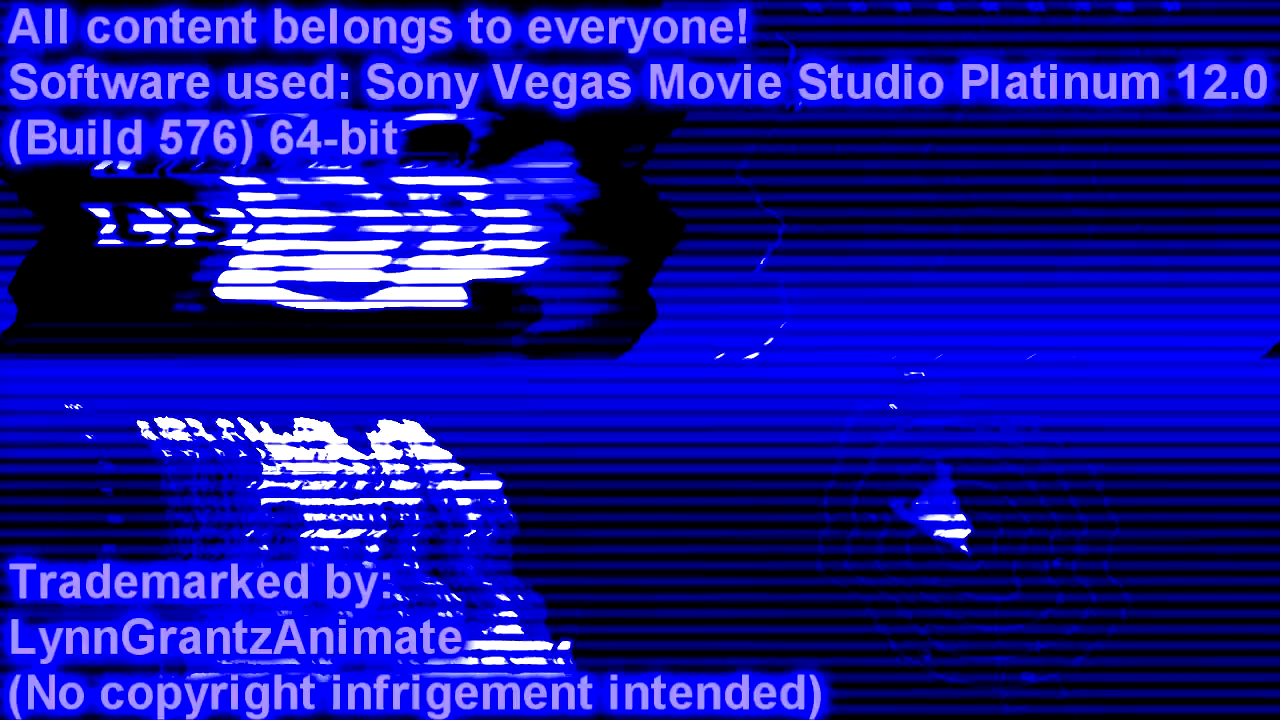 All content belongs to everyone!
Software used: Sony Vegas Movie Studio Platinum 12.0
(Build 576) 64-bit
Trademarked by:
LynnGrantzAnimate
(No copyright infrigement intended)